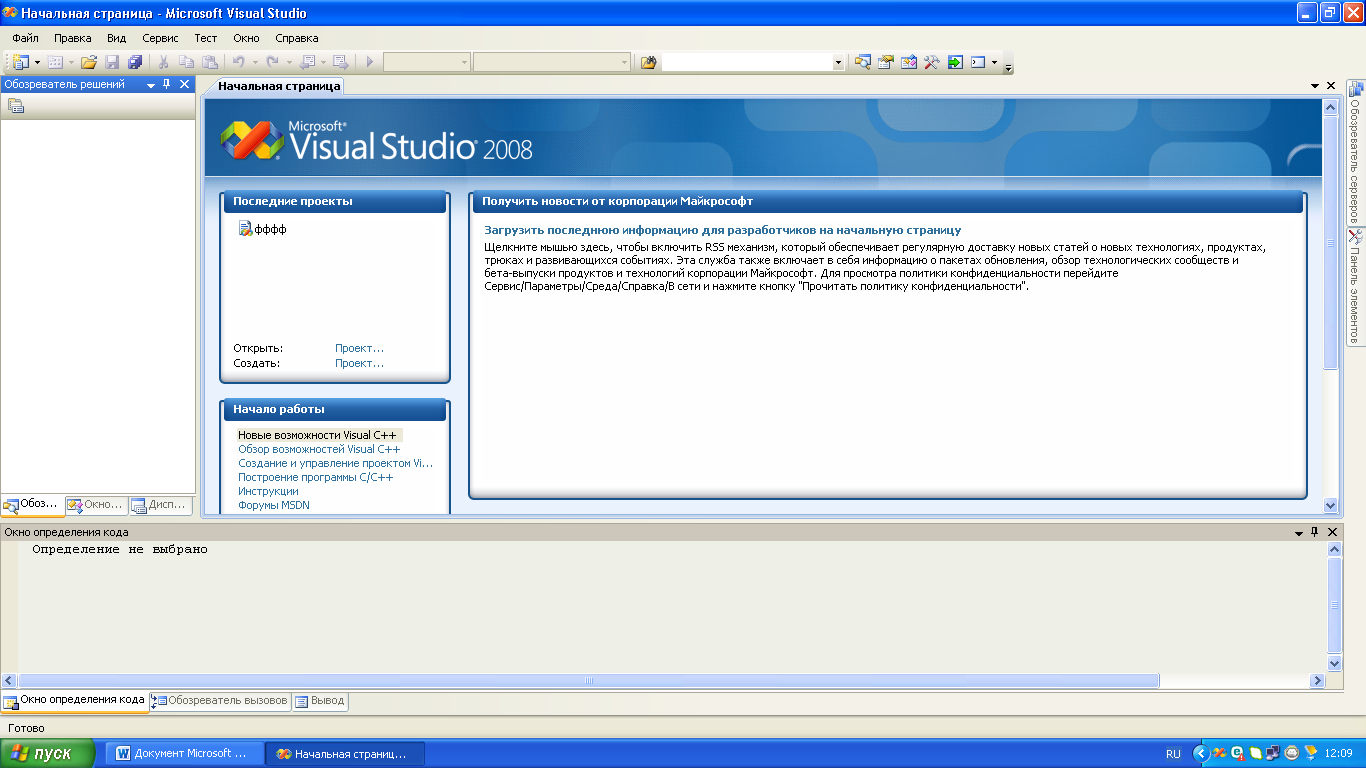 Начальная страница - Microsoft Visual Studio
Файл Правка Вид Сервис Тест Окно Справка
Обозреватель решений
Начальная страница
Microsoft®
Visual Studio® 2008
Последние проекты
фффф
Открыть: Проект...
Создать: Проект...
Начало работы
Новые возможности Visual C++
Обзор возможностей Visual C++
Создание и управление проектом Vi...
Построение программы C/C++
Инструкции
Форумы MSDN
Получить новости от корпорации Майкрософт
Загрузить последнюю информацию для разработчиков на начальную страницу
Щелкните мышью здесь, чтобы включить RSS механизм, который обеспечивает регулярную доставку новых статей о новых технологиях, продуктах,
трюках и развивающихся событиях. Эта служба также включает в себя информацию о пакетах обновления, обзор технологических сообществ и
бета-выпуски продуктов и технологий корпорации Майкрософт. Для просмотра политики конфиденциальности перейдите
Сервис/Параметры/Среда/Справка/В сети и нажмите кнопку "Прочитать политику конфиденциальности".
Обозреватель серверов
Панель элементов
Обоз... Окно... Дисп...
Окно определения кода
Определение не выбрано
Окно определения кода Обозреватель вызовов Вывод
Готово
пуск Документ Microsoft ... Начальная страниц... RU 12:09